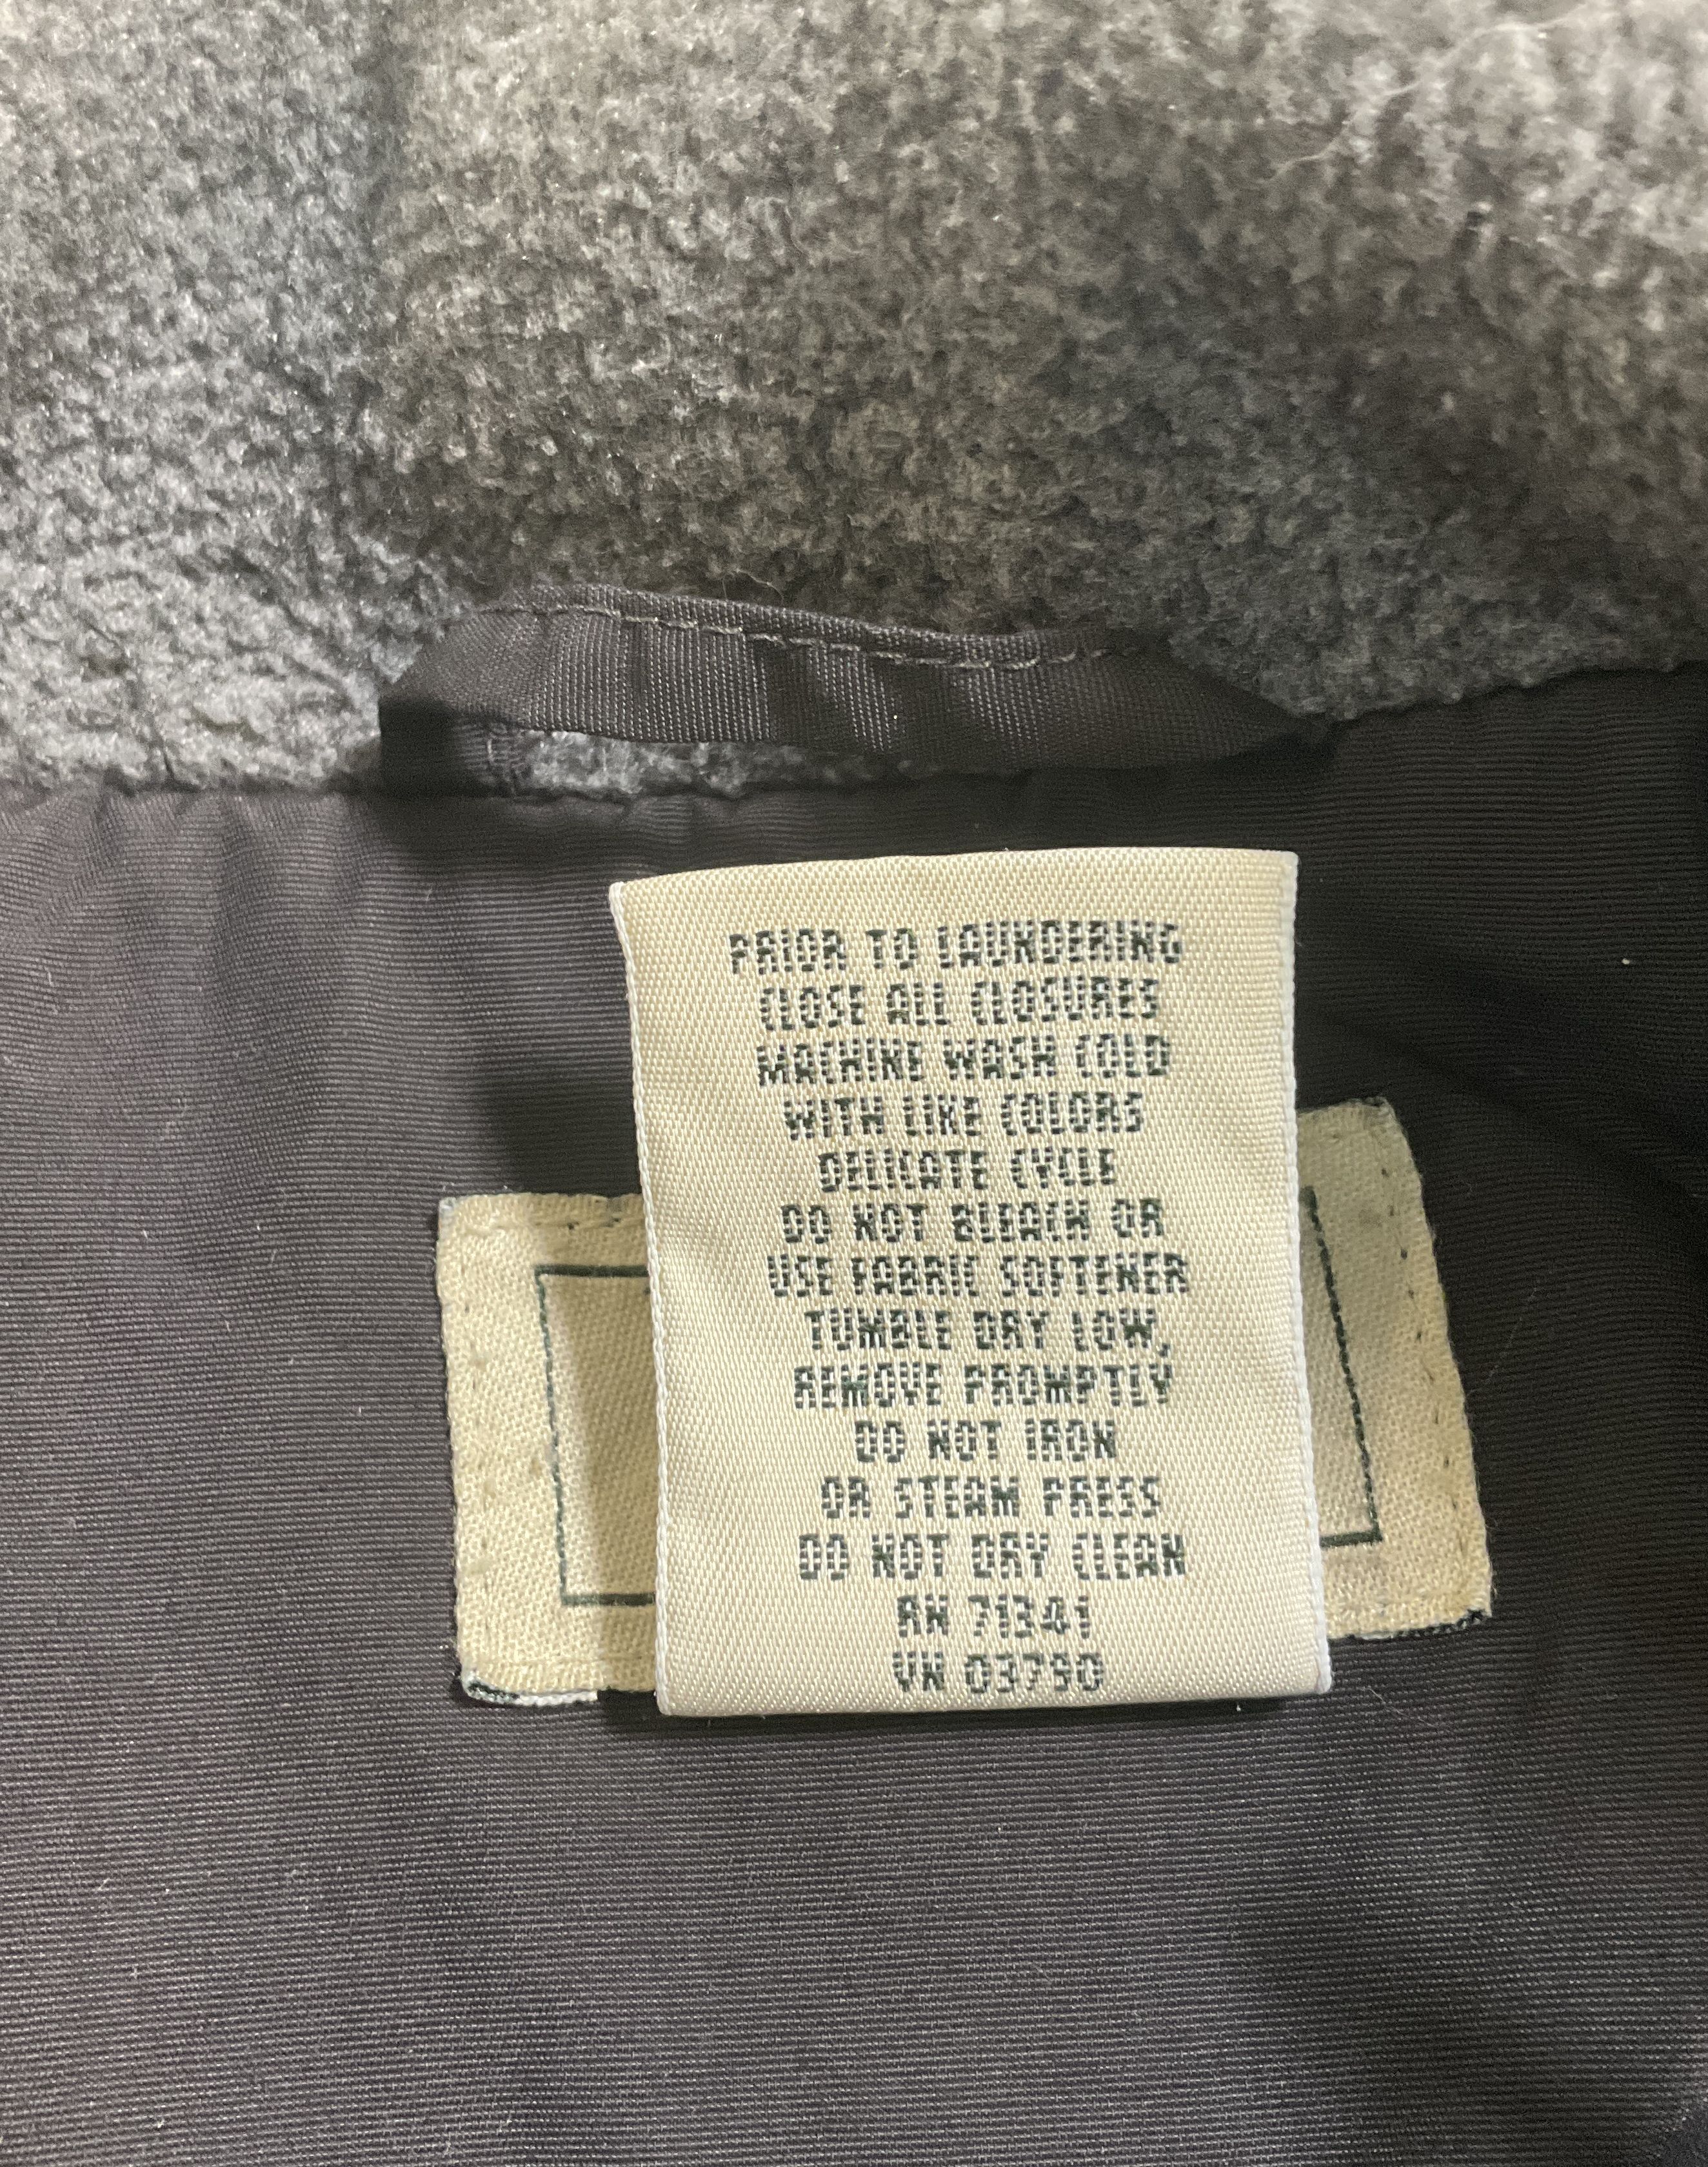 PRIOR TO LAUNDERING
CLOSE ALL CLOSURES
MACHINE WASH COLD
WITH LIKE COLORS
DELICATE CYCLE
DO NOT BLEACH OR
USE FABRIC SOFTENER
TUMBLE DRY LOW,
REMOVE PROMPTLY
DO NOT IRON
OR STEAM PRESS
DO NOT DRY CLEAN
RN 71341
VN 03790